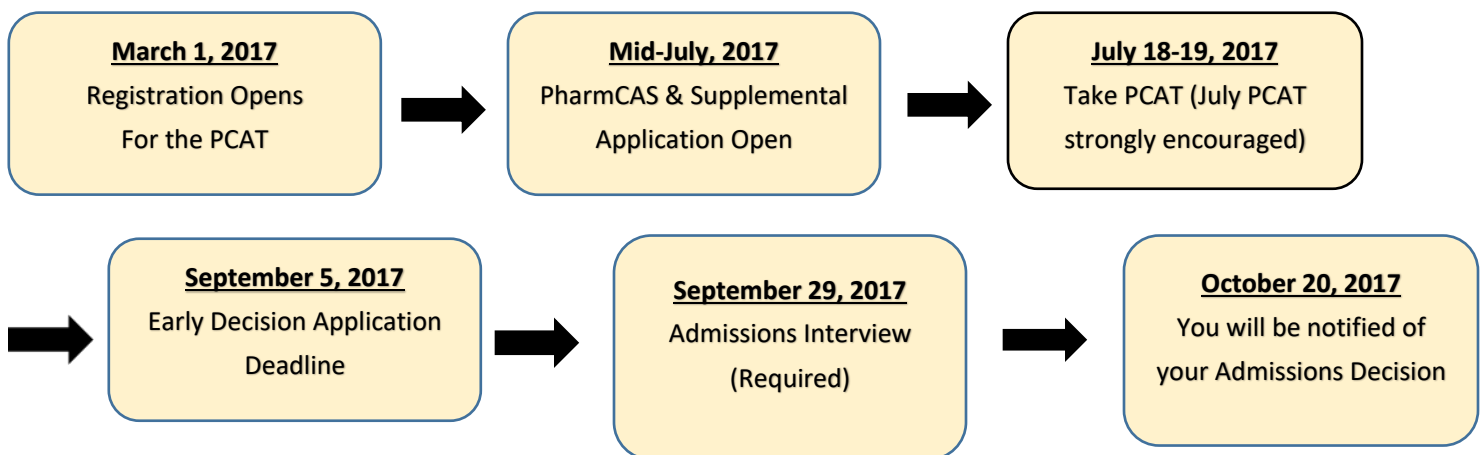 March 1, 2017
Registration Opens
For the PCAT
Mid-July, 2017
PharmCAS & Supplemental
Application Open
July 18-19, 2017
Take PCAT (July PCAT
strongly encouraged)
September 5, 2017
Early Decision Application
Deadline
September 29, 2017
Admissions Interview
(Required)
October 20, 2017
You will be notified of
your Admissions Decision